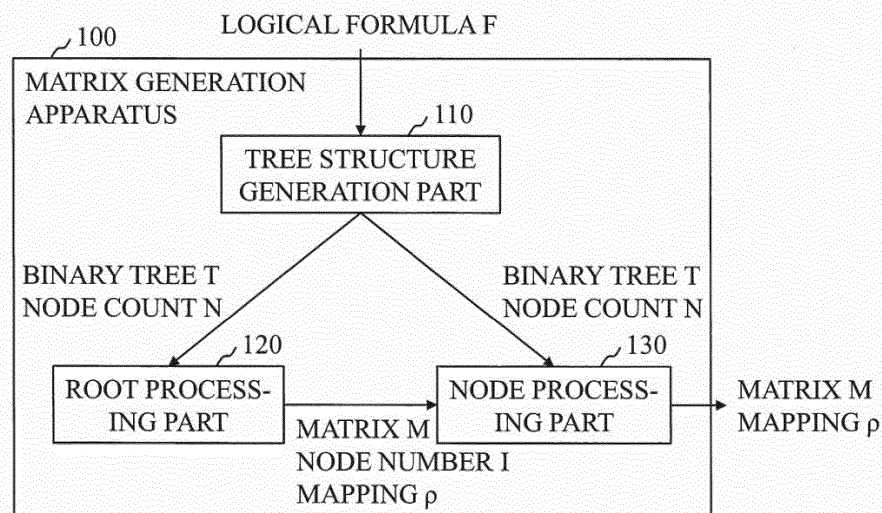 LOGICAL FORMULA F
100
MATRIX GENERATION
APPARATUS
110
TREE STRUCTURE
GENERATION PART
BINARY TREE T
NODE COUNT N
BINARY TREE T
NODE COUNT N
120
ROOT PROCESS-
ING PART
130
NODE PROCESS-
ING PART
MATRIX M
NODE NUMBER I
MAPPING ρ
MATRIX M
MAPPING ρ